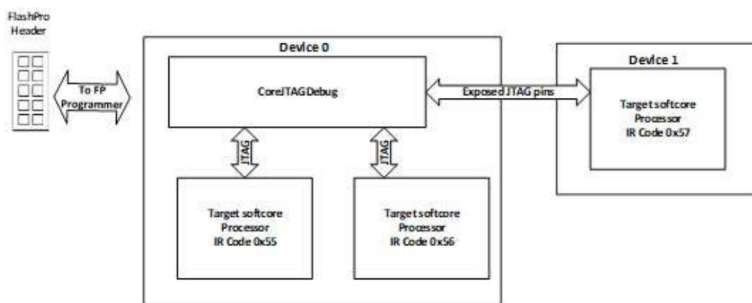 FlashPro
Header
To FP
Programmer
Device 0
CoreJTAGDebug
JTAG
JTAG
Target softcore
Processor
IR Code 0x55
Target softcore
Processor
IR Code 0x56
Exposed JTAG pins
Device 1
Target softcore
Processor
IR Code 0x57